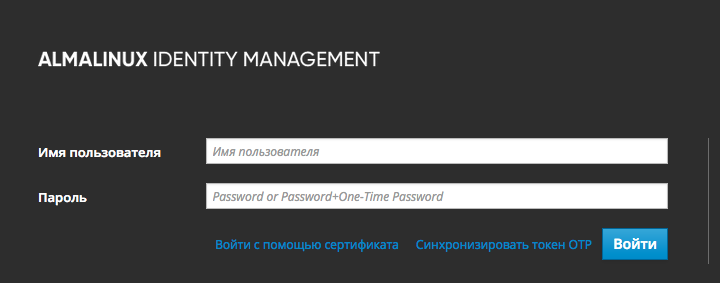 ALMALINUX IDENTITY MANAGEMENT
Имя пользователя Имя пользователя
Пароль Password or Password+One-Time Password
Войти с помощью сертификата Синхронизировать токен OTP Войти